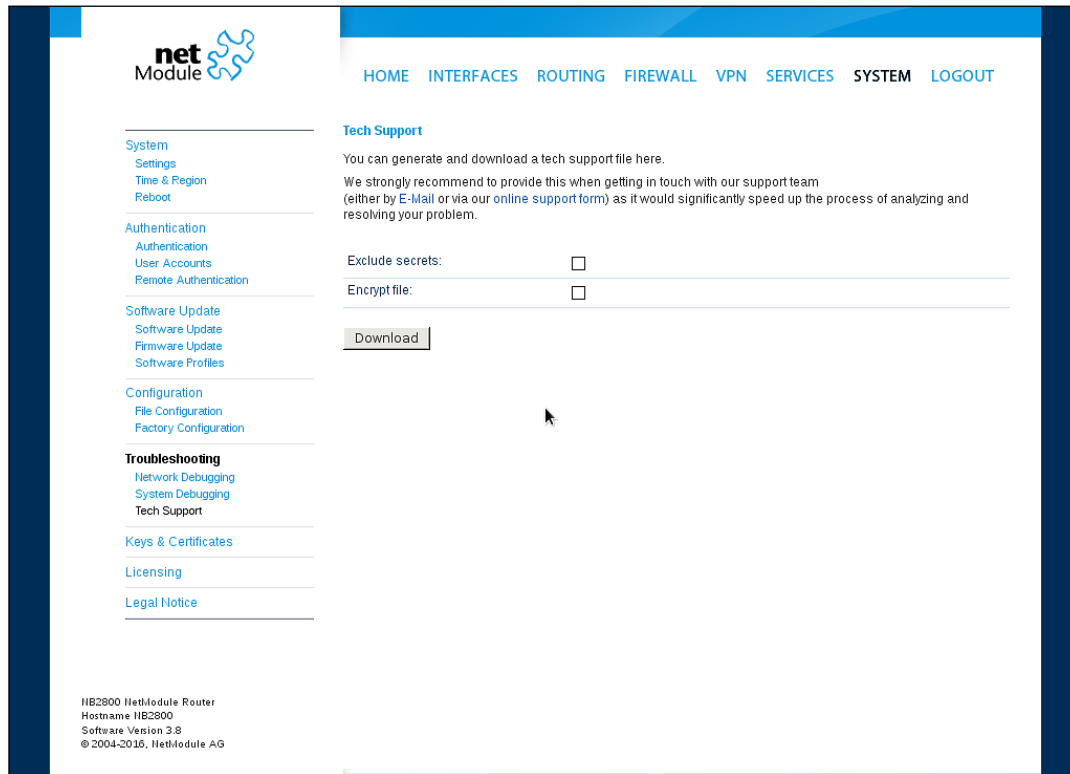 net
Module
HOME INTERFACES ROUTING FIREWALL VPN SERVICES SYSTEM LOGOUT
System
Settings
Time & Region
Reboot
Authentication
Authentication
User Accounts
Remote Authentication
Software Update
Software Update
Firmware Update
Software Profiles
Configuration
File Configuration
Factory Configuration
Troubleshooting
Network Debugging
System Debugging
Tech Support
Keys & Certificates
Licensing
Legal Notice
Tech Support
You can generate and download a tech support file here.
We strongly recommend to provide this when getting in touch with our support team
(either by E-Mail or via our online support form) as it would significantly speed up the process of analyzing and
resolving your problem.
Exclude secrets:
Encrypt file:
Download
NB2800 NetModule Router
Hostname NB2800
Software Version 3.8
© 2004-2016, NetModule AG